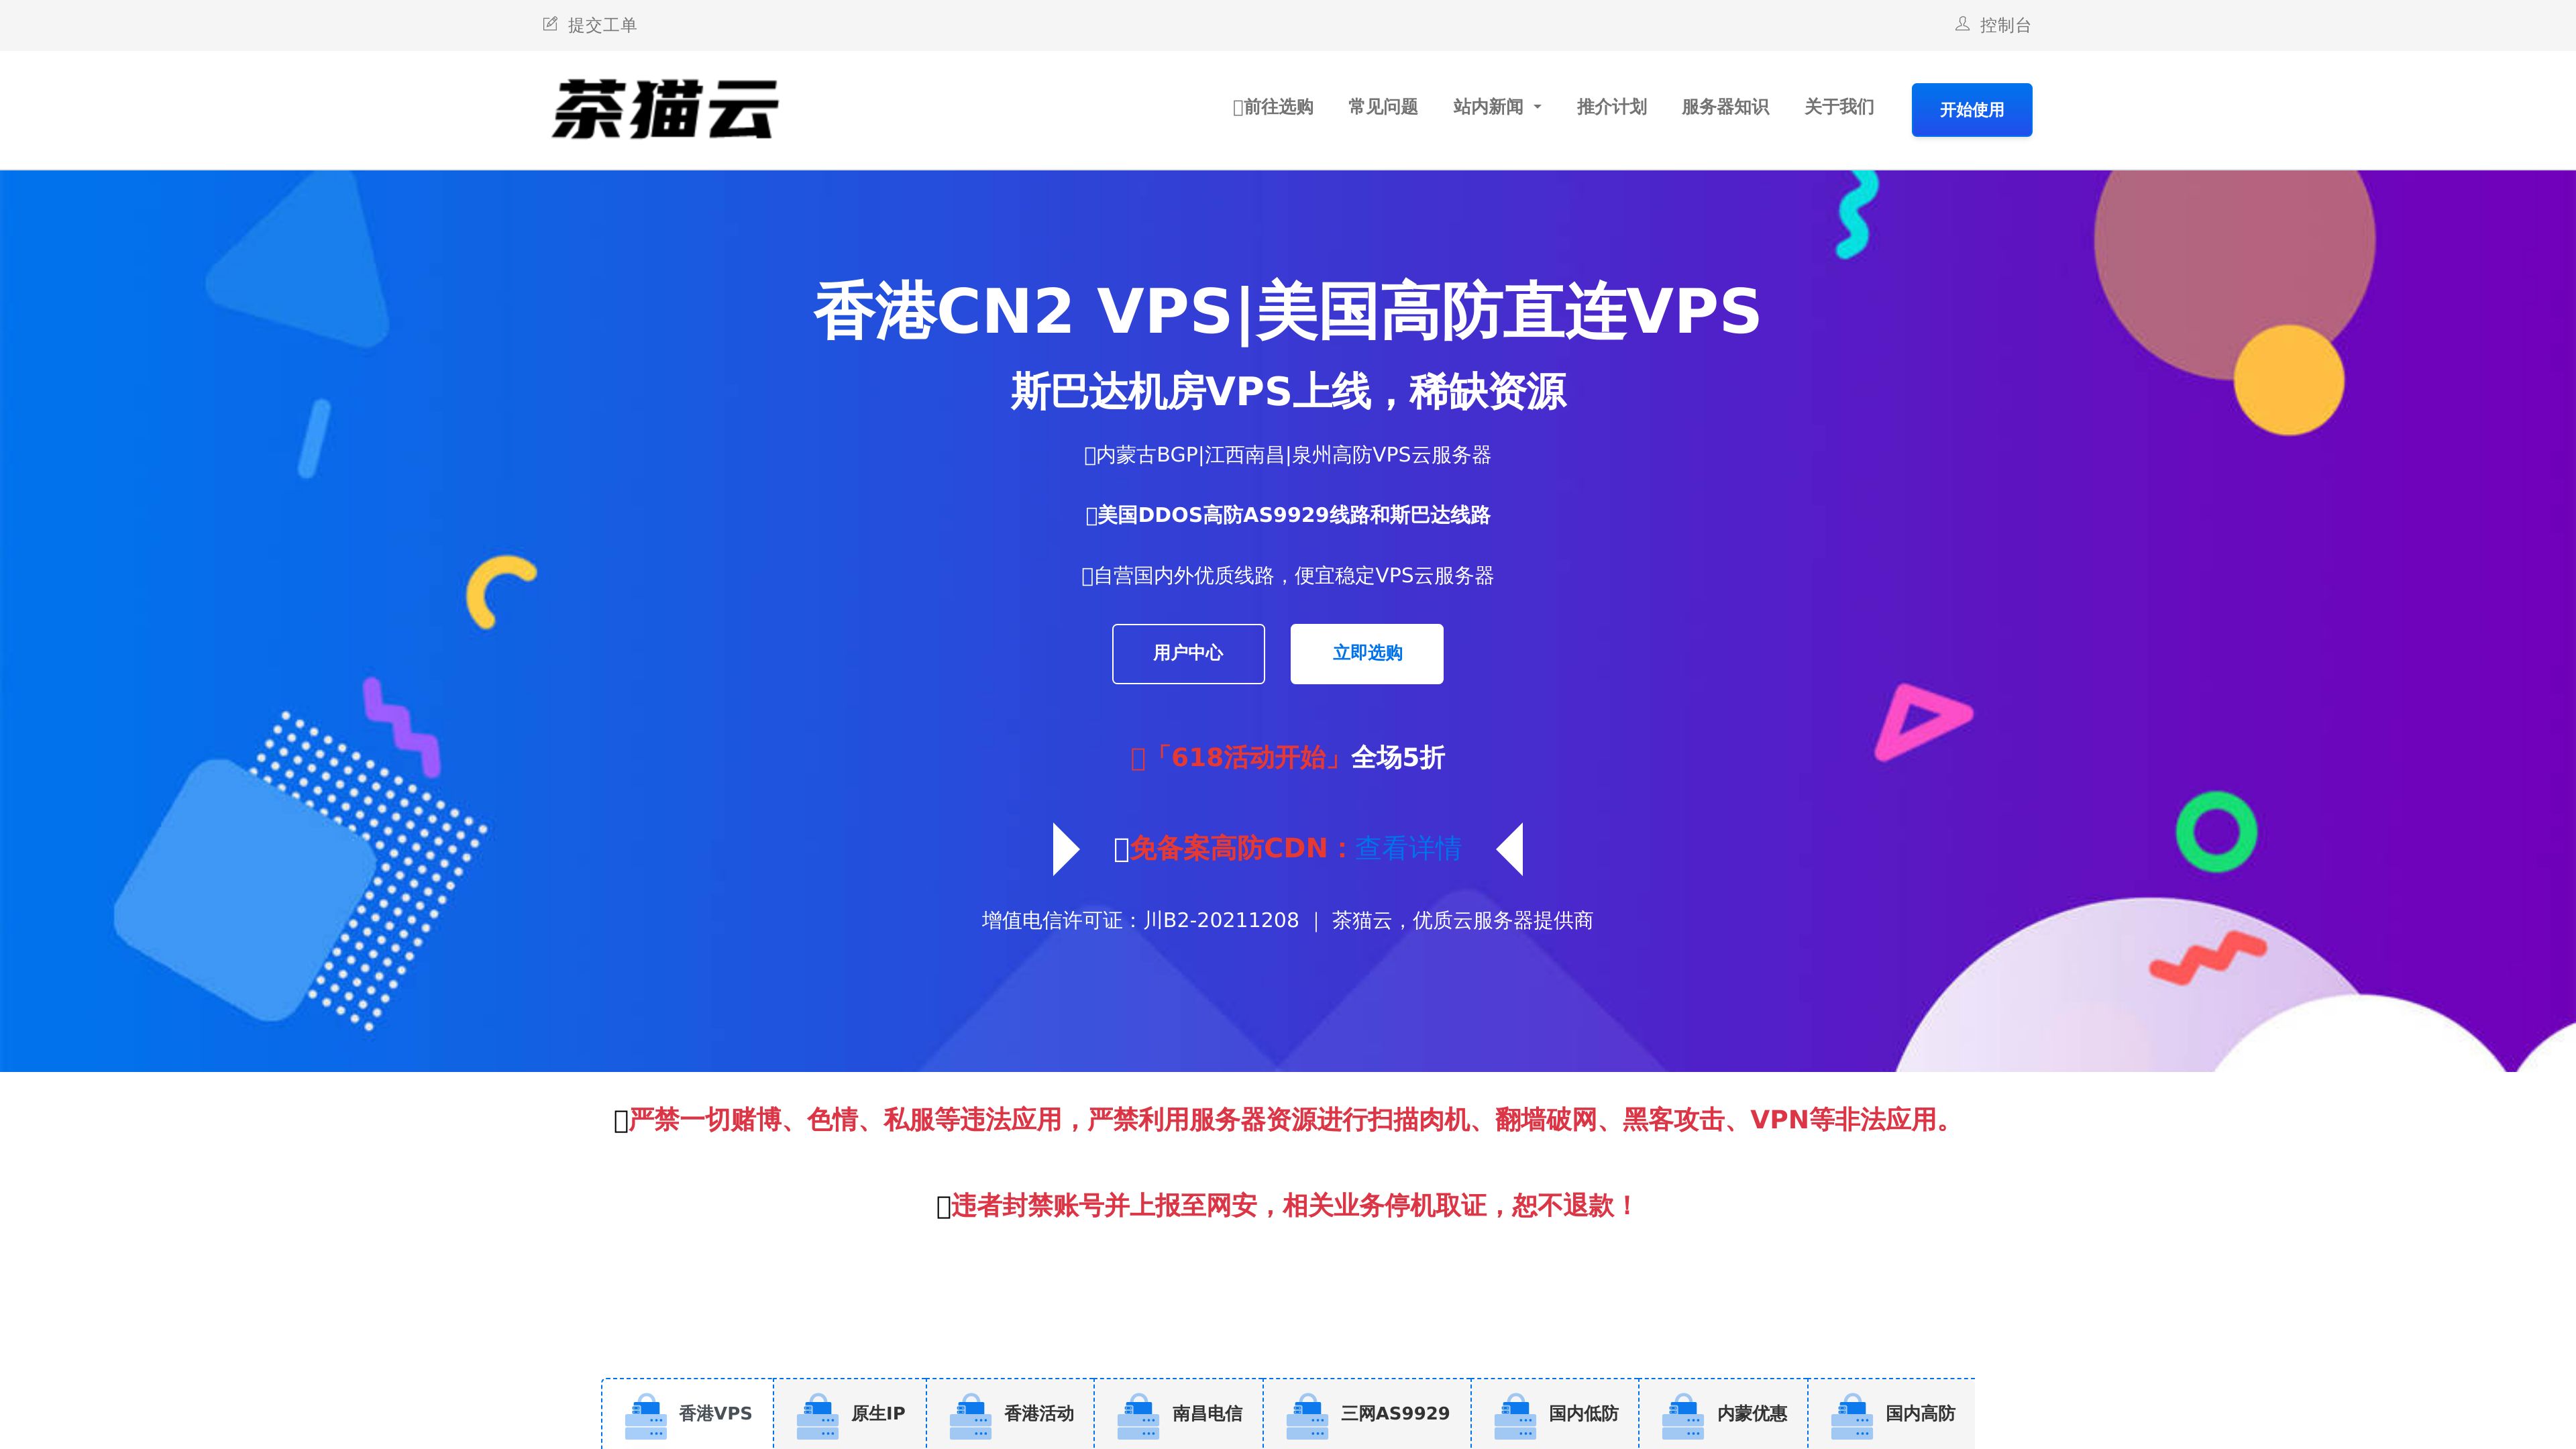 提交工单
控制台
茶猫云
前往选购
常见问题
站内新闻
推介计划
服务器知识
关于我们
开始使用
香港CN2 VPS|美国高防直连VPS
斯巴达机房VPS上线，稀缺资源
内蒙古BGP|江西南昌|泉州高防VPS云服务器
美国DDOS高防AS9929线路和斯巴达线路
自营国内外优质线路，便宜稳定VPS云服务器
用户中心
立即选购
「618活动开始」全场5折
免备案高防CDN：查看详情
增值电信许可证：川B2-20211208 ｜ 茶猫云，优质云服务器提供商
严禁一切赌博、色情、私服等违法应用，严禁利用服务器资源进行扫描肉机、翻墙破网、黑客攻击、VPN等非法应用。
违者封禁账号并上报至网安，相关业务停机取证，恕不退款！
香港VPS
原生IP
香港活动
南昌电信
三网AS9929
国内低防
内蒙优惠
国内高防